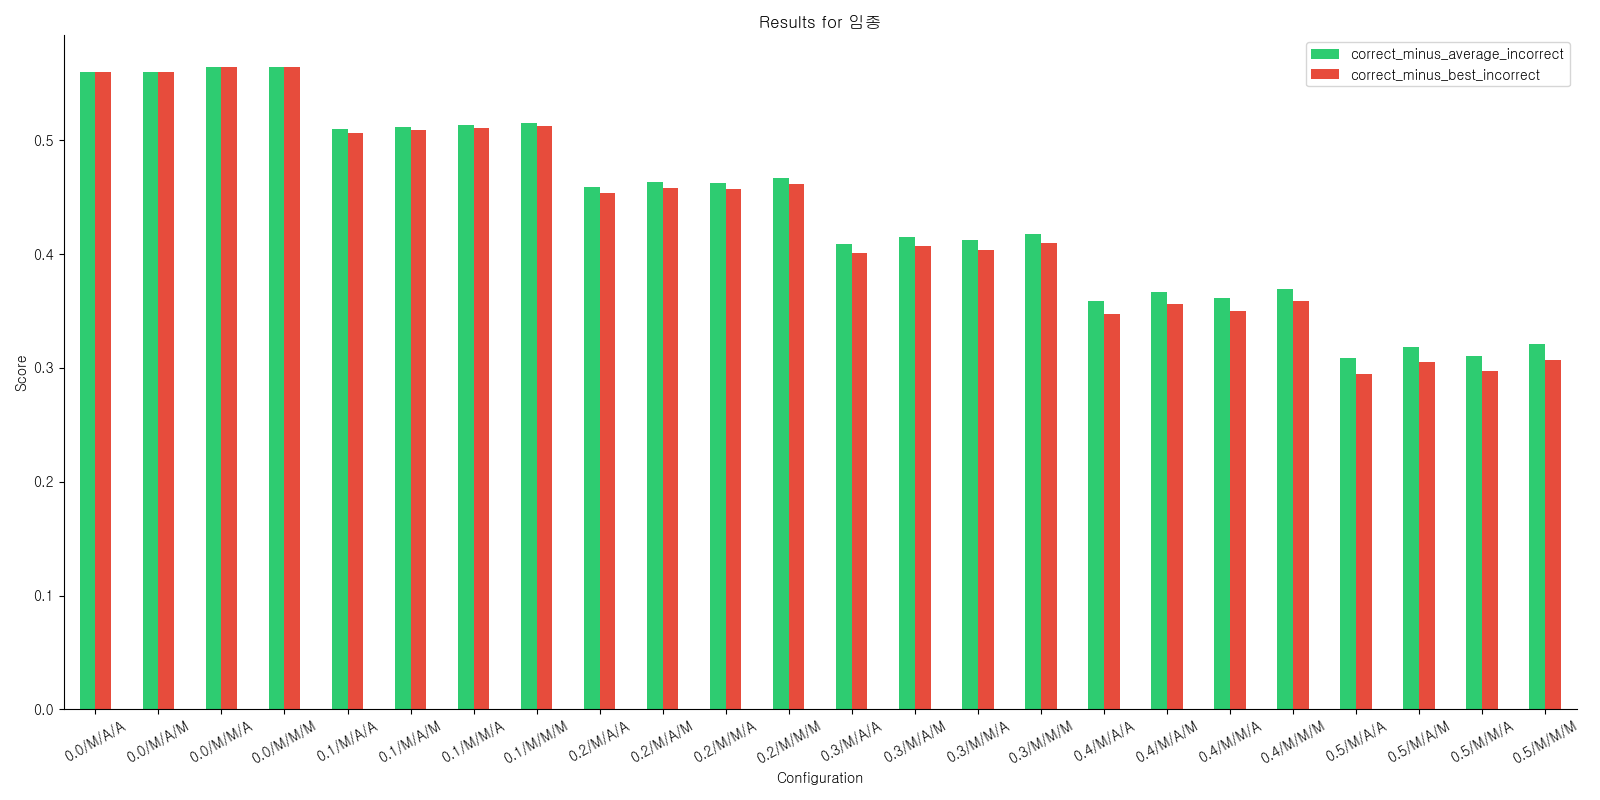 Results for 임종
correct_minus_average_incorrect
correct_minus_best_incorrect
Score
0.5
0.4
0.3
0.2
0.1
0.0
0.0/M/A/A
0.0/M/A/M
0.0/M/M/A
0.0/M/M/M
0.1/M/A/A
0.1/M/A/M
0.1/M/M/A
0.1/M/M/M
0.2/M/A/A
0.2/M/A/M
0.2/M/M/A
0.2/M/M/M
0.3/M/A/A
0.3/M/A/M
0.3/M/M/A
0.3/M/M/M
0.4/M/A/A
0.4/M/A/M
0.4/M/M/A
0.4/M/M/M
0.5/M/A/A
0.5/M/A/M
0.5/M/M/A
0.5/M/M/M
Configuration